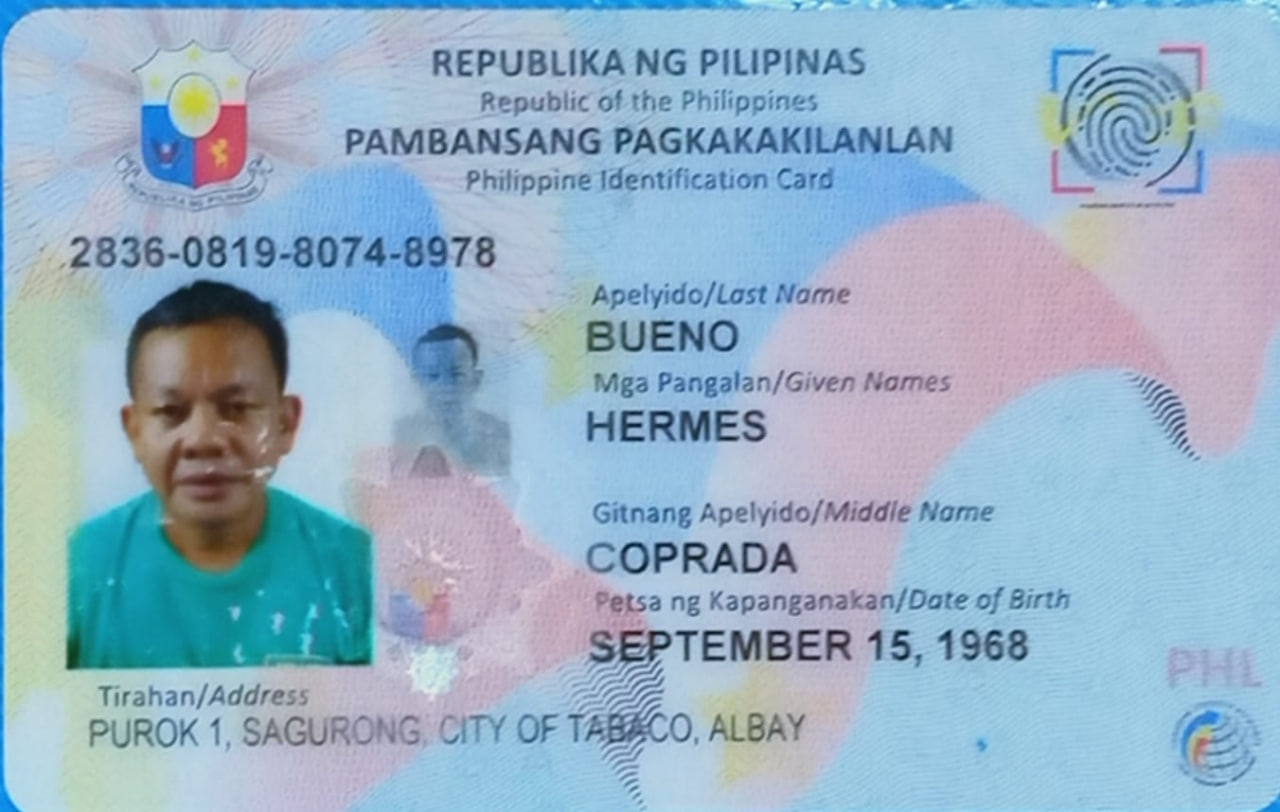 REPUBLIKA NG PILIPINAS
Republic of the Philippines
PAMBANSANG PAGKAKAKILANLAN
Philippine Identification Card
2836-0819-8074-8978
Apelyido/Last Name
BUENO
Mga Pangalan/Given Names
HERMES
Gitnang Apelyido/Middle Name
COPRADA
Petsa ng Kapanganakan/Date of Birth
SEPTEMBER 15, 1968
Tirahan/Address
PUROK 1, SAGURONG, CITY OF TABACO, ALBAY
PHL